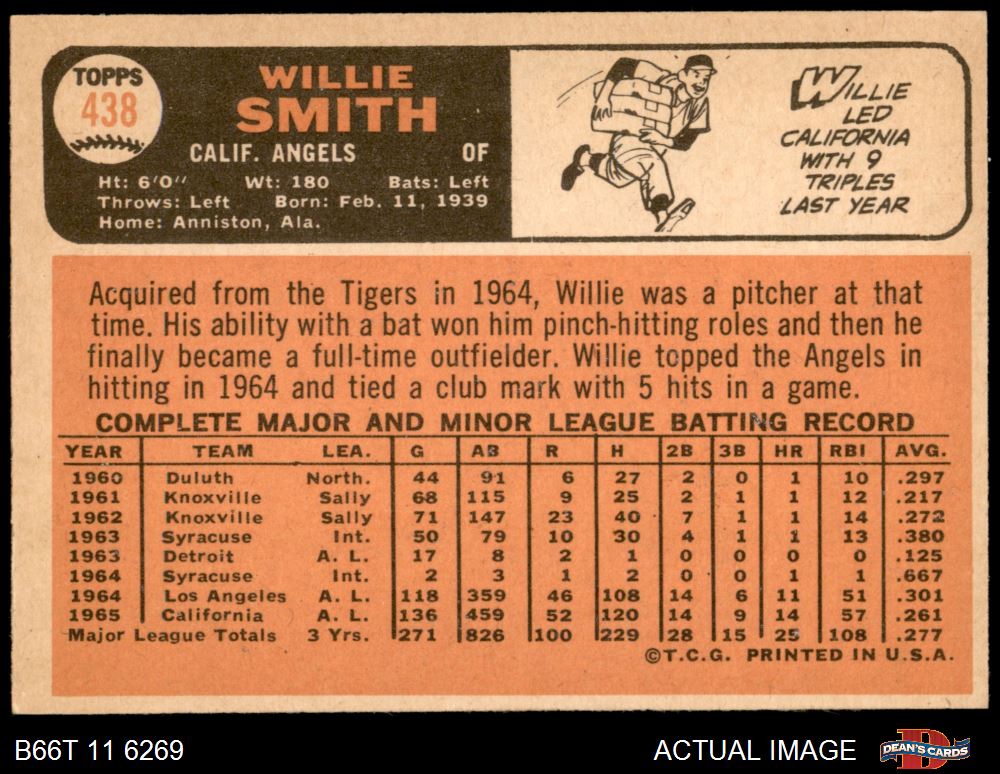 TOPPS
438
WILLIE
SMITH
CALIF. ANGELS OF
Ht: 6'0" Wt: 180 Bats: Left
Throws: Left Born: Feb. 11, 1939
Home: Anniston, Ala.
WILLIE
LED
CALIFORNIA
WITH 9
TRIPLES
LAST YEAR
Acquired from the Tigers in 1964, Willie was a pitcher at that
time. His ability with a bat won him pinch-hitting roles and then he
finally became a full-time outfielder. Willie topped the Angels in
hitting in 1964 and tied a club mark with 5 hits in a game.
COMPLETE MAJOR AND MINOR LEAGUE BATTING RECORD
YEAR TEAM LEA. G AB R H 2B 3B HR RBI AVG.
1960 Duluth North. 44 91 6 27 2 0 1 10 .297
1961 Knoxville Sally 68 115 9 25 2 1 1 12 .217
1962 Knoxville Sally 71 147 23 40 7 1 1 14 .272
1963 Syracuse Int. 50 79 10 30 4 1 1 13 .380
1963 Detroit A. L. 17 8 2 1 0 0 0 0 .125
1964 Syracuse Int. 2 3 1 2 0 0 1 1 .667
1964 Los Angeles A. L. 118 359 46 108 14 6 11 51 .301
1965 California A. L. 136 459 52 120 14 9 14 57 .261
Major League Totals 3 Yrs. 271 826 100 229 28 15 25 108 .277
©T.C.G. PRINTED IN U.S.A.
B66T 11 6269 ACTUAL IMAGE DEAN'S CARDS